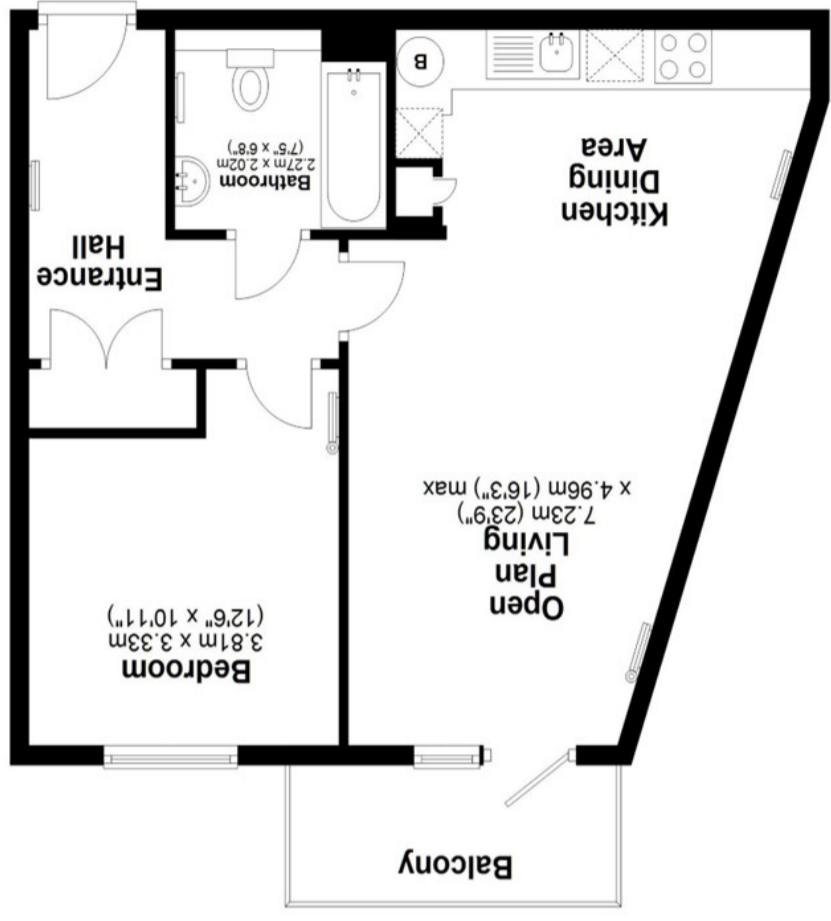 Balcony
Bedroom
3.81m x 3.33m
(12'6" x 10'11")
Open
Plan
Living
7.23m (23'9")
x 4.96m (16'3") max
Entrance
Hall
Kitchen
Dining
Area
Bathroom
2.27m x 2.02m
(7'5" x 6'8")
B